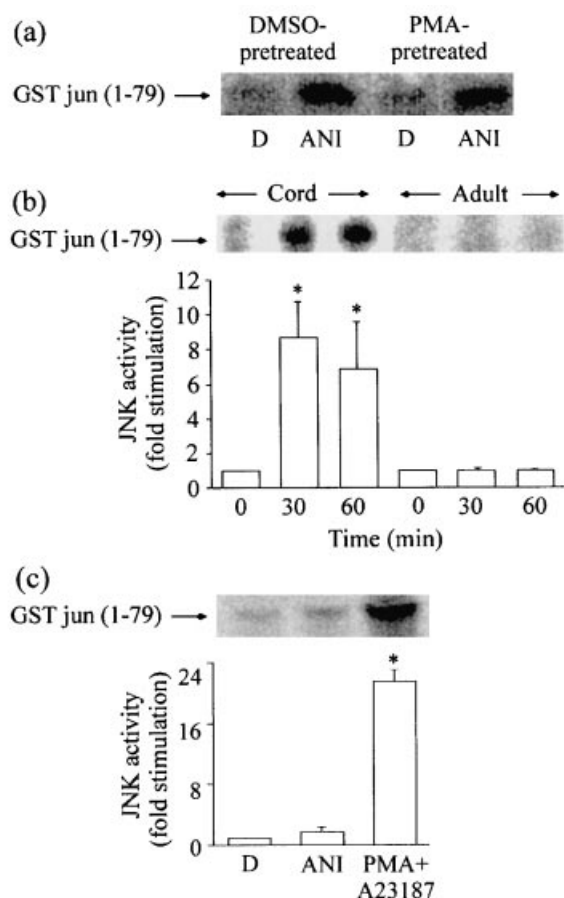 (a)
DMSO-
pretreated
PMA-
pretreated
GST jun (1-79)
D ANI D ANI
(b)
Cord Adult
GST jun (1-79)
JNK activity
(fold stimulation)
12
10
8
6
4
2
0
* *
0 30 60 0 30 60
Time (min)
(c)
GST jun (1-79)
JNK activity
(fold stimulation)
24
16
8
0
*
D ANI PMA+
A23187